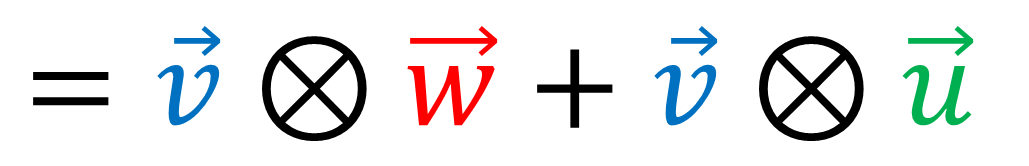 = v⃗ ⊗ w⃗ + v⃗ ⊗ u⃗